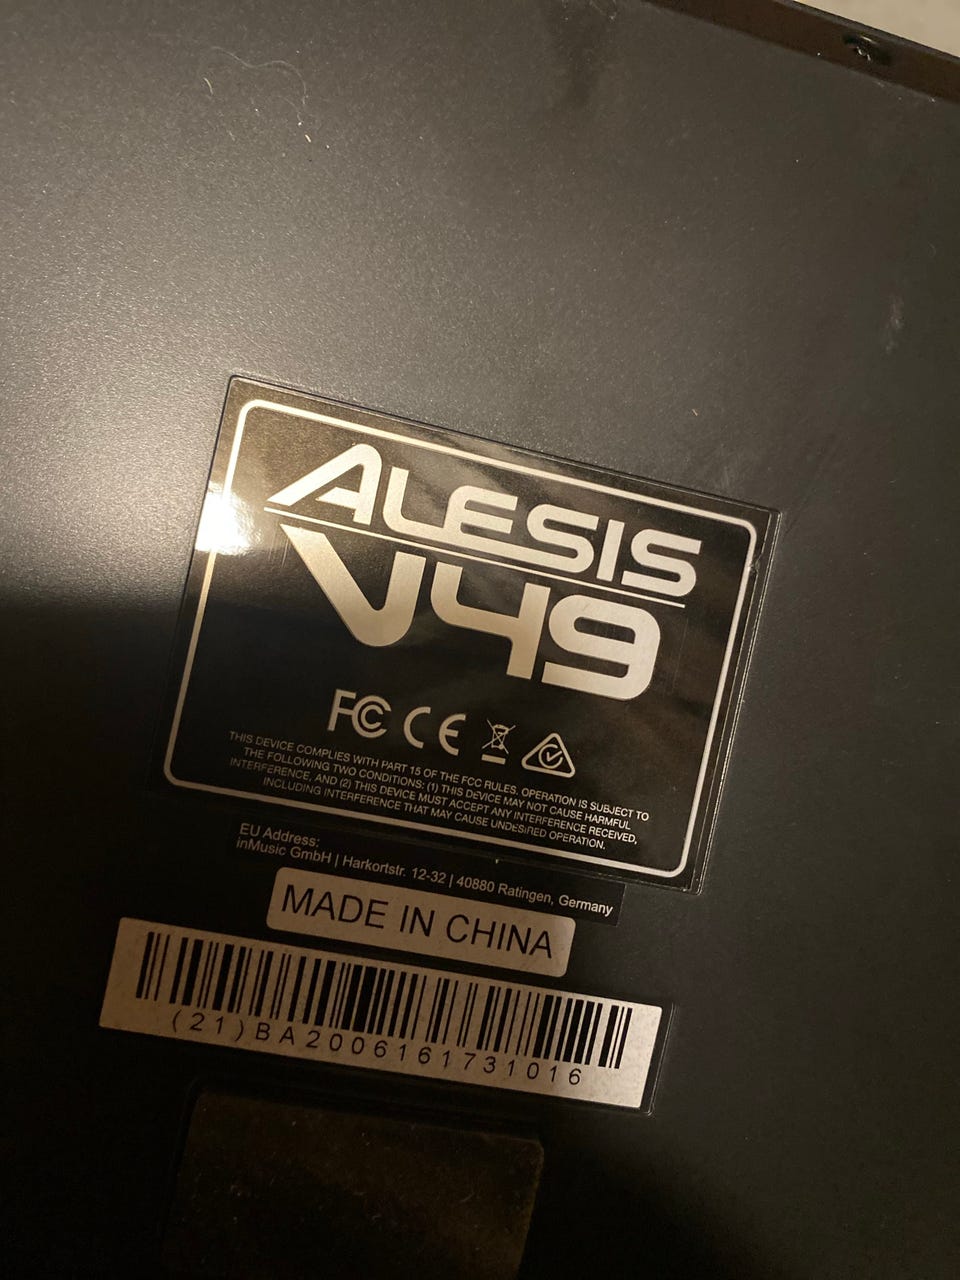 ALESIS
V49
FC CE
THIS DEVICE COMPLIES WITH PART 15 OF THE FCC RULES. OPERATION IS SUBJECT TO
THE FOLLOWING TWO CONDITIONS: (1) THIS DEVICE MAY NOT CAUSE HARMFUL
INTERFERENCE, AND (2) THIS DEVICE MUST ACCEPT ANY INTERFERENCE RECEIVED,
INCLUDING INTERFERENCE THAT MAY CAUSE UNDESIRED OPERATION.
EU Address:
inMusic GmbH | Harkortstr. 12-32 | 40880 Ratingen, Germany
MADE IN CHINA
(21)BA2006161731016